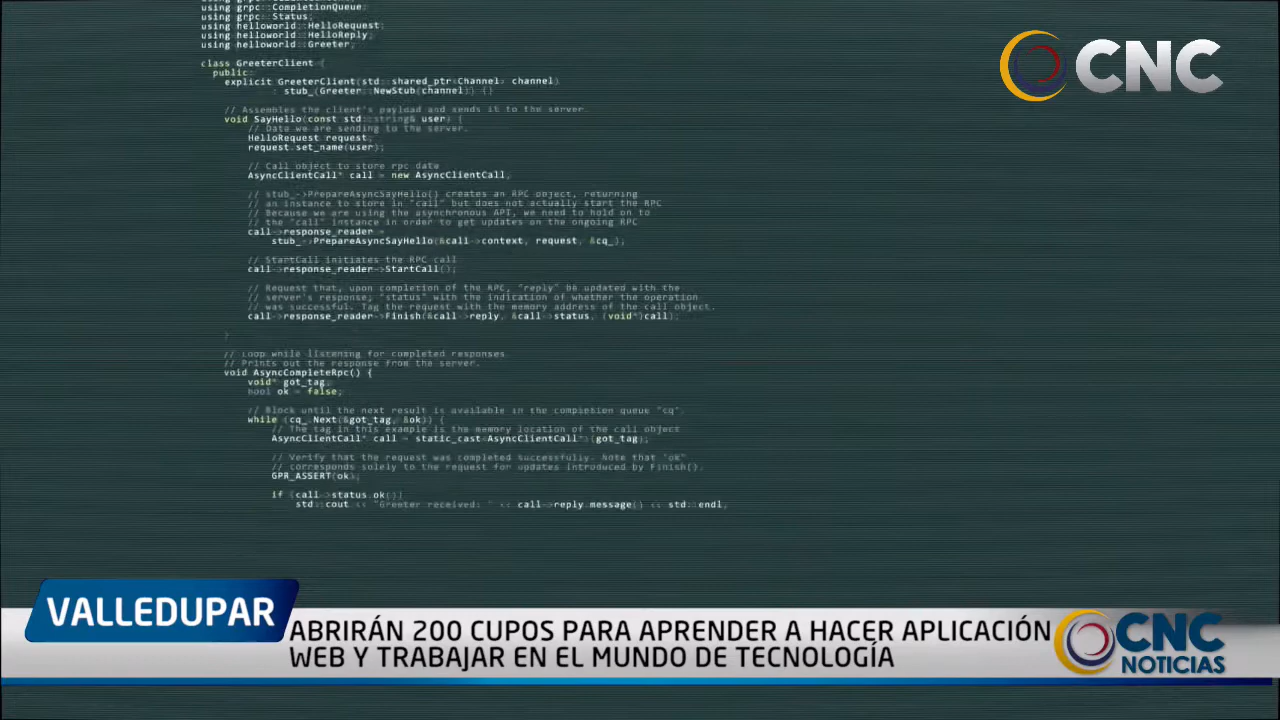 using grpc::CompletionQueue;
using grpc::Status;
using helloworld::HelloRequest;
using helloworld::HelloReply;
using helloworld::Greeter;
class GreeterClient {
public:
explicit GreeterClient(std::shared_ptr<Channel> channel)
: stub_(Greeter::NewStub(channel)) {}
// Assembles the client's payload and sends it to the server.
void SayHello(const std::string& user) {
// Data we are sending to the server.
HelloRequest request;
request.set_name(user);
// Call object to store rpc data
AsyncClientCall* call = new AsyncClientCall;
// stub_->PrepareAsyncSayHello() creates an RPC object, returning
// an instance to store in "call" but does not actually start the RPC
// Because we are using the asynchronous API, we need to hold on to
// the "call" instance in order to get updates on the ongoing RPC
call->response_reader =
stub_->PrepareAsyncSayHello(&call->context, request, &cq_);
// StartCall initiates the RPC call
call->response_reader->StartCall();
// Request that, upon completion of the RPC, "reply" be updated with the
// server's response; "status" with the indication of whether the operation
// was successful. Tag the request with the memory address of the call object.
call->response_reader->Finish(&call->reply, &call->status, (void*)call);
}
// Loop while listening for completed responses.
// Prints out the response from the server.
void AsyncCompleteRpc() {
void* got_tag;
bool ok = false;
// Block until the next result is available in the completion queue "cq".
while (cq_.Next(&got_tag, &ok)) {
// The tag in this example is the memory location of the call object
AsyncClientCall* call = static_cast<AsyncClientCall*>(got_tag);
// Verify that the request was completed successfully. Note that "ok"
// corresponds solely to the request for updates introduced by Finish().
GPR_ASSERT(ok);
if (call->status.ok())
std::cout << "Greeter received: " << call->reply.message() << std::endl;
CNC
VALLEDUPAR
ABRIRÁN 200 CUPOS PARA APRENDER A HACER APLICACIÓN
WEB Y TRABAJAR EN EL MUNDO DE TECNOLOGÍA
CNC
NOTICIAS